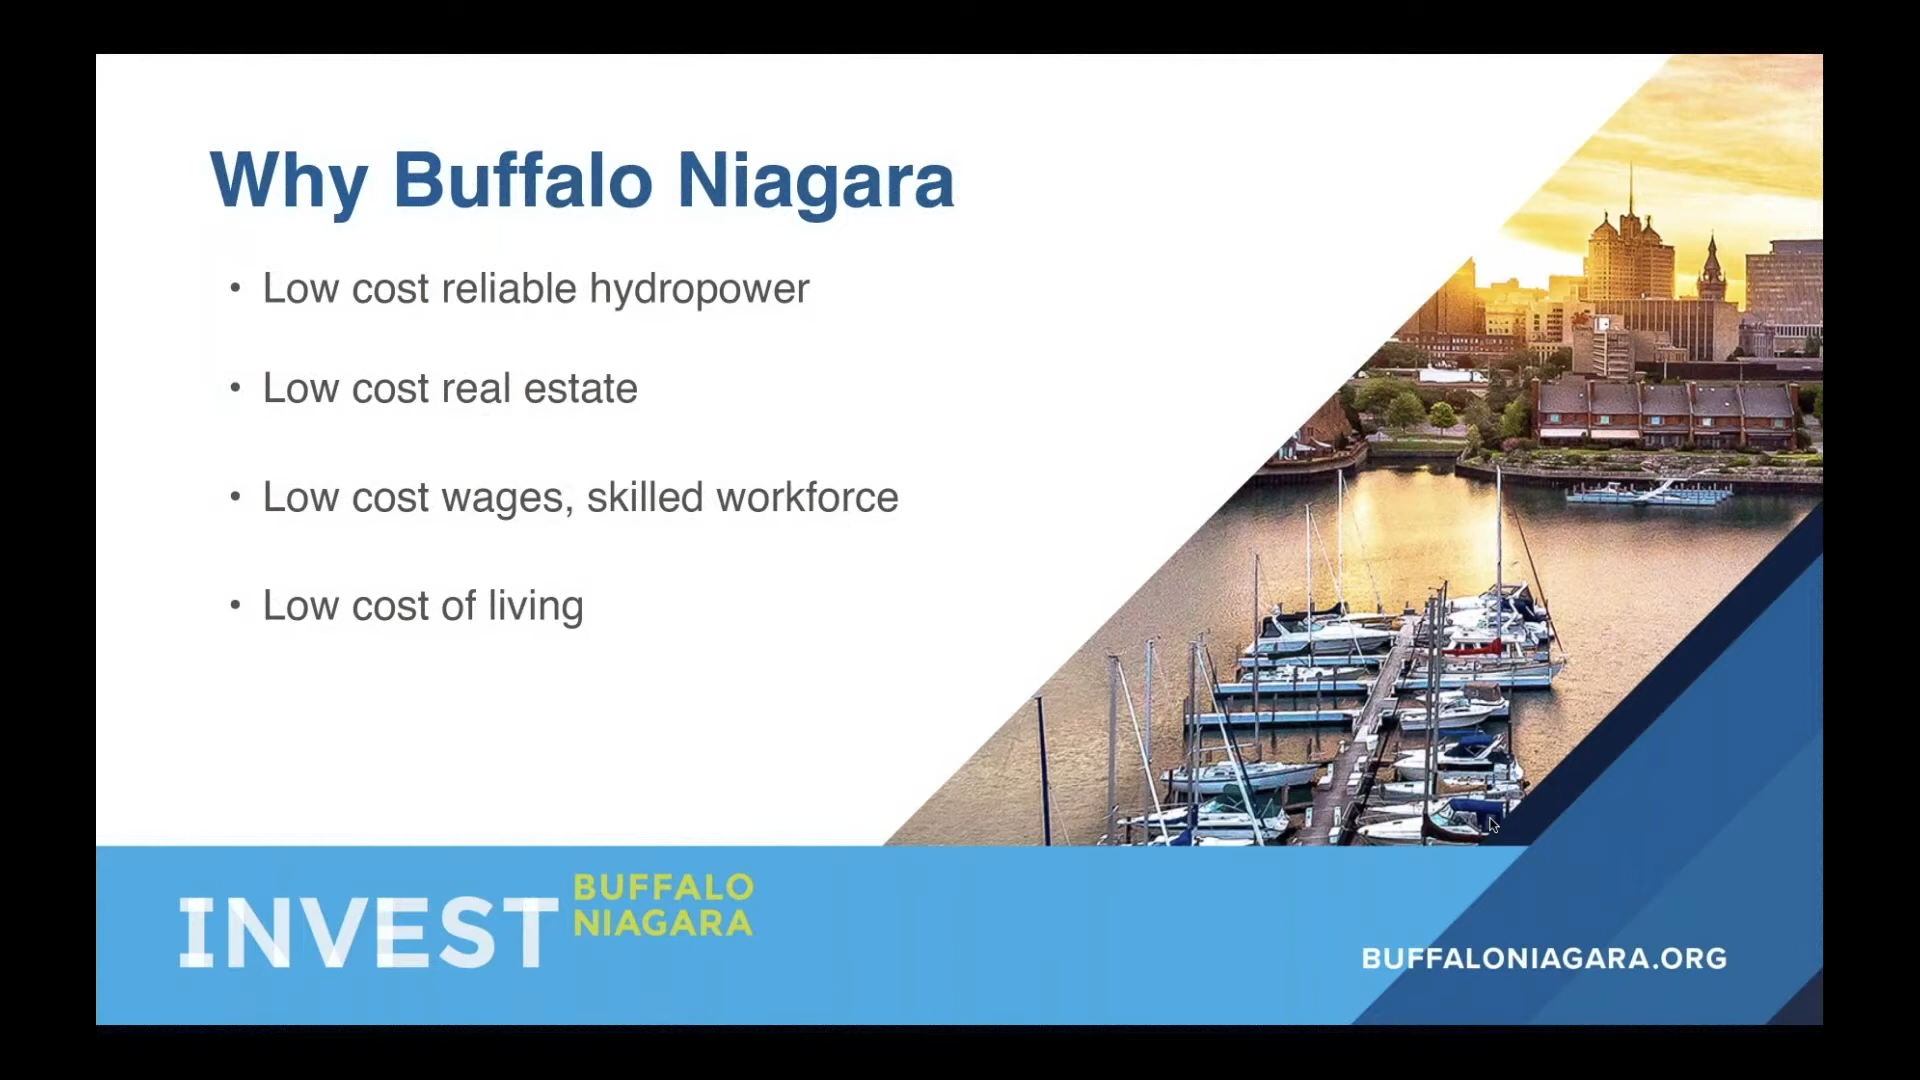 Why Buffalo Niagara
• Low cost reliable hydropower
• Low cost real estate
• Low cost wages, skilled workforce
• Low cost of living
INVEST
BUFFALO
NIAGARA
BUFFALONIAGARA.ORG